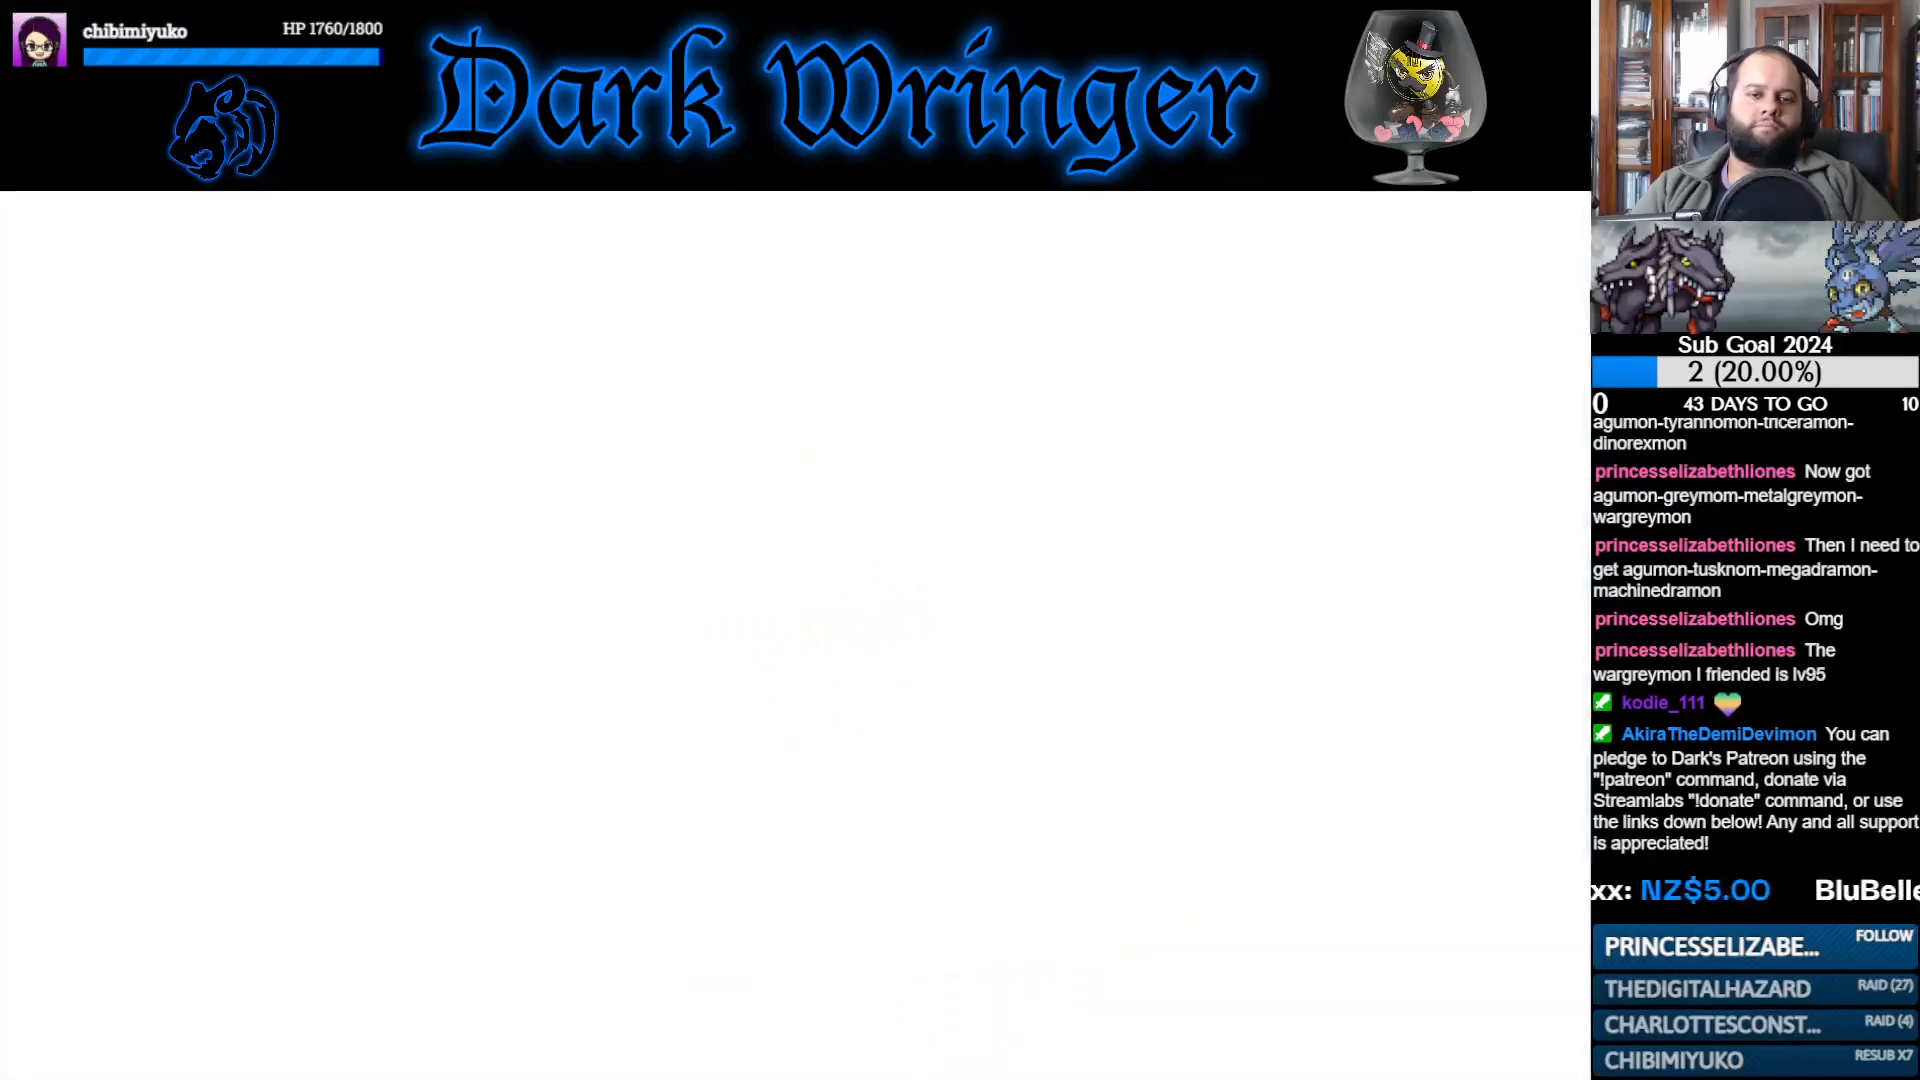 chibimiyuko HP 1760/1800
Dark Wringer
Sub Goal 2024
2 (20.00%)
0 43 DAYS TO GO 10
agumon-tyrannomon-triceramon-
dinorexmon
princesselizabethliones Now got
agumon-greymom-metalgreymon-
wargreymon
princesselizabethliones Then I need to
get agumon-tusknom-megadramon-
machinedramon
princesselizabethliones Omg
princesselizabethliones The
wargreymon I friended is lv95
kodie_111
AkiraTheDemiDevimon You can
pledge to Dark's Patreon using the
"!patreon" command, donate via
Streamlabs "!donate" command, or use
the links down below! Any and all support
is appreciated!
xx: NZ$5.00 BluBelle
PRINCESSELIZABE... FOLLOW
THEDIGITALHAZARD RAID (27)
CHARLOTTESCONST... RAID (4)
CHIBIMIYUKO RESUB X7